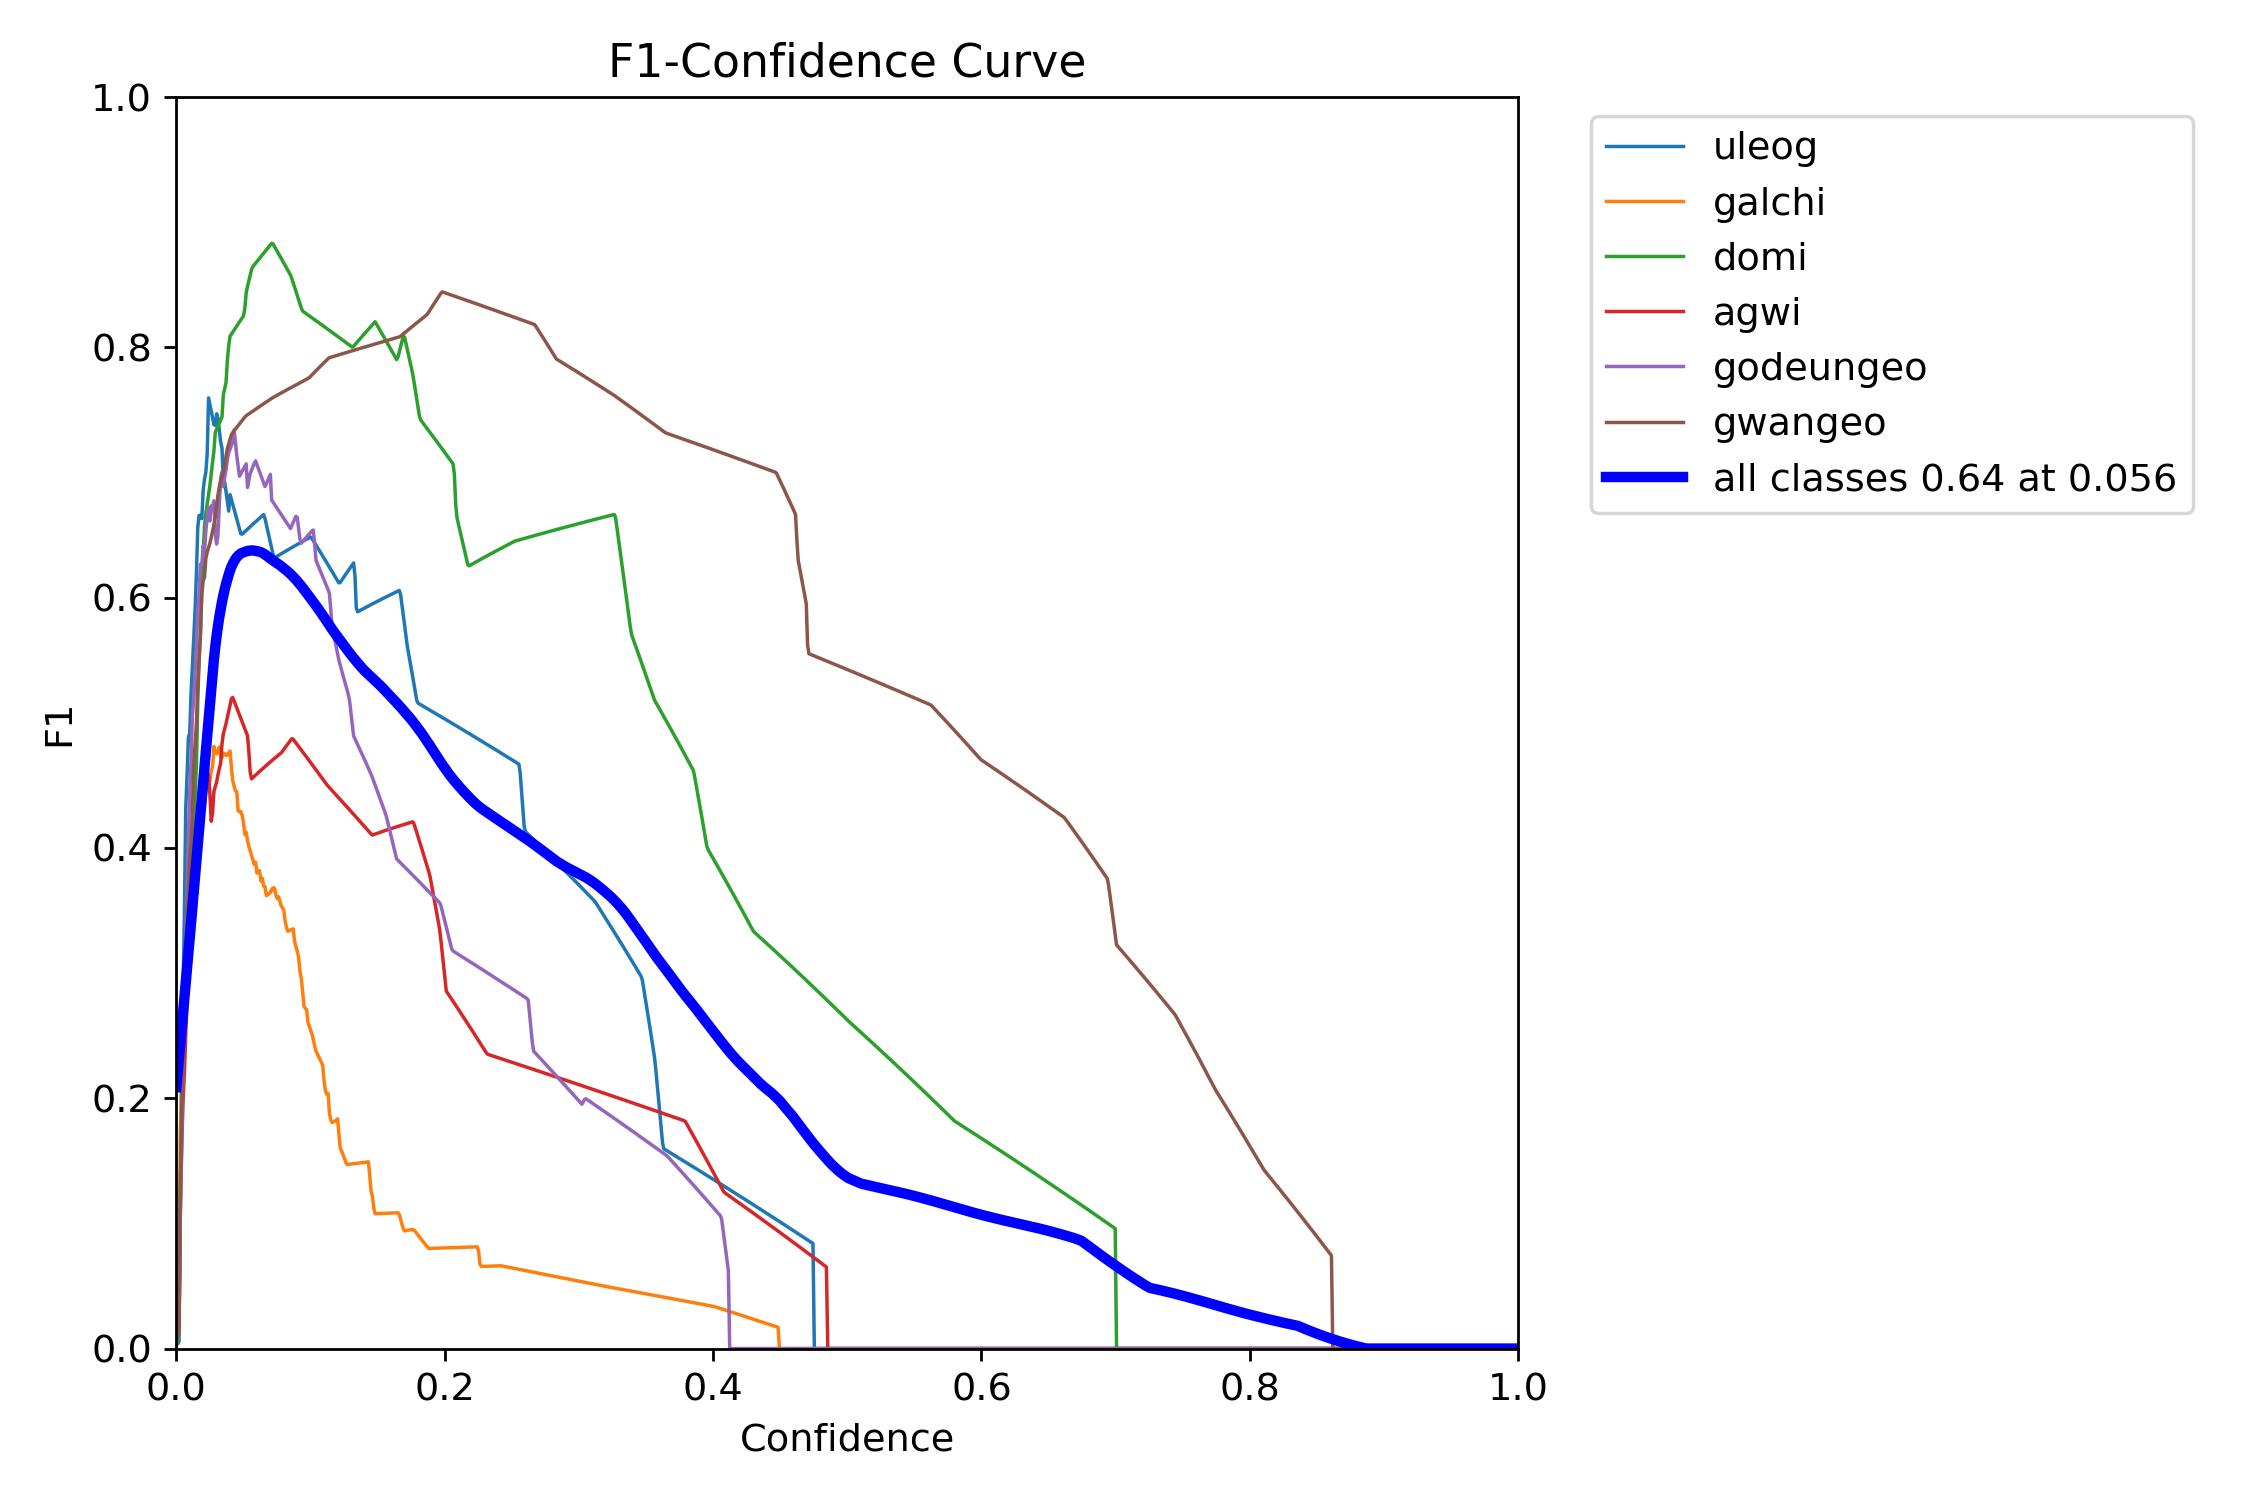 F1-Confidence Curve
1.0
0.8
0.6
0.4
0.2
0.0
F1
0.0 0.2 0.4 0.6 0.8 1.0
Confidence
uleog
galchi
domi
agwi
godeungeo
gwangeo
all classes 0.64 at 0.056